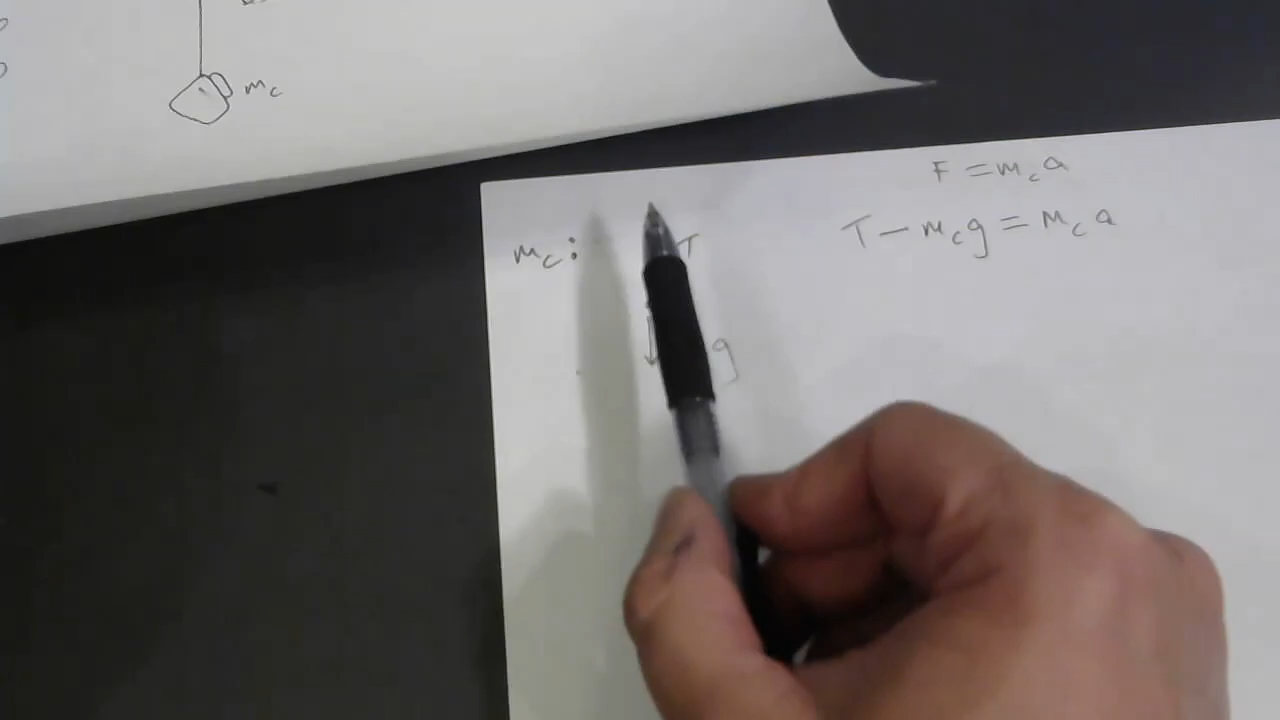 m_c
F = m_c a
T - m_c g = m_c a
m_c: T
g